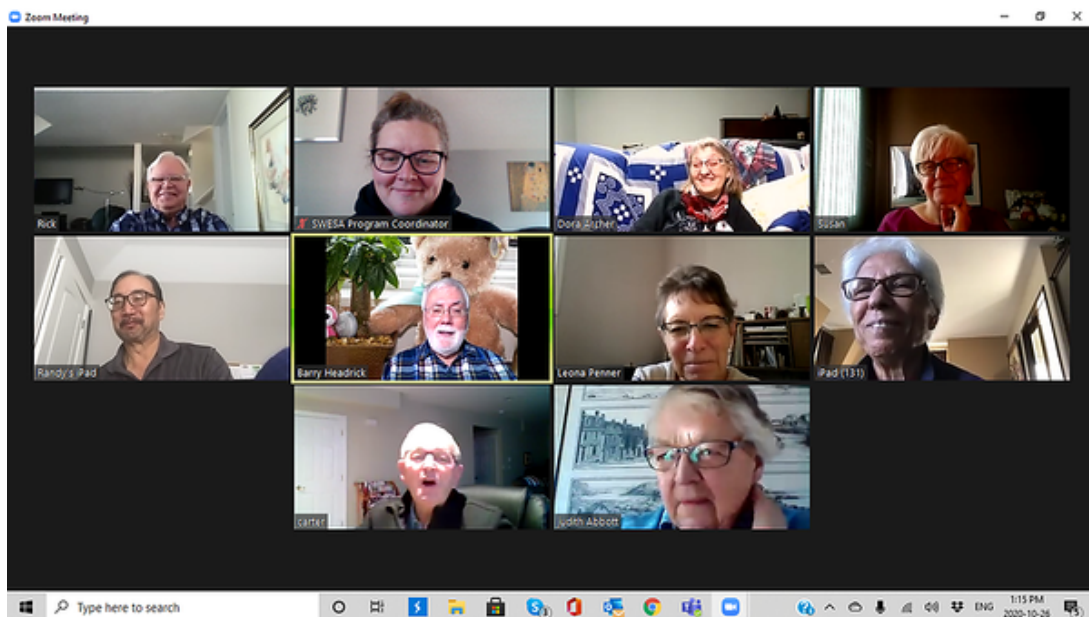 Zoom Meeting
Rick
SWESA Program Coordinator
Dora Archer
Susan
Randy's iPad
Barry Headrick
Leona Penner
iPad (131)
carter
Judith Abbott
Type here to search
ENG
1:15 PM
2020-10-26